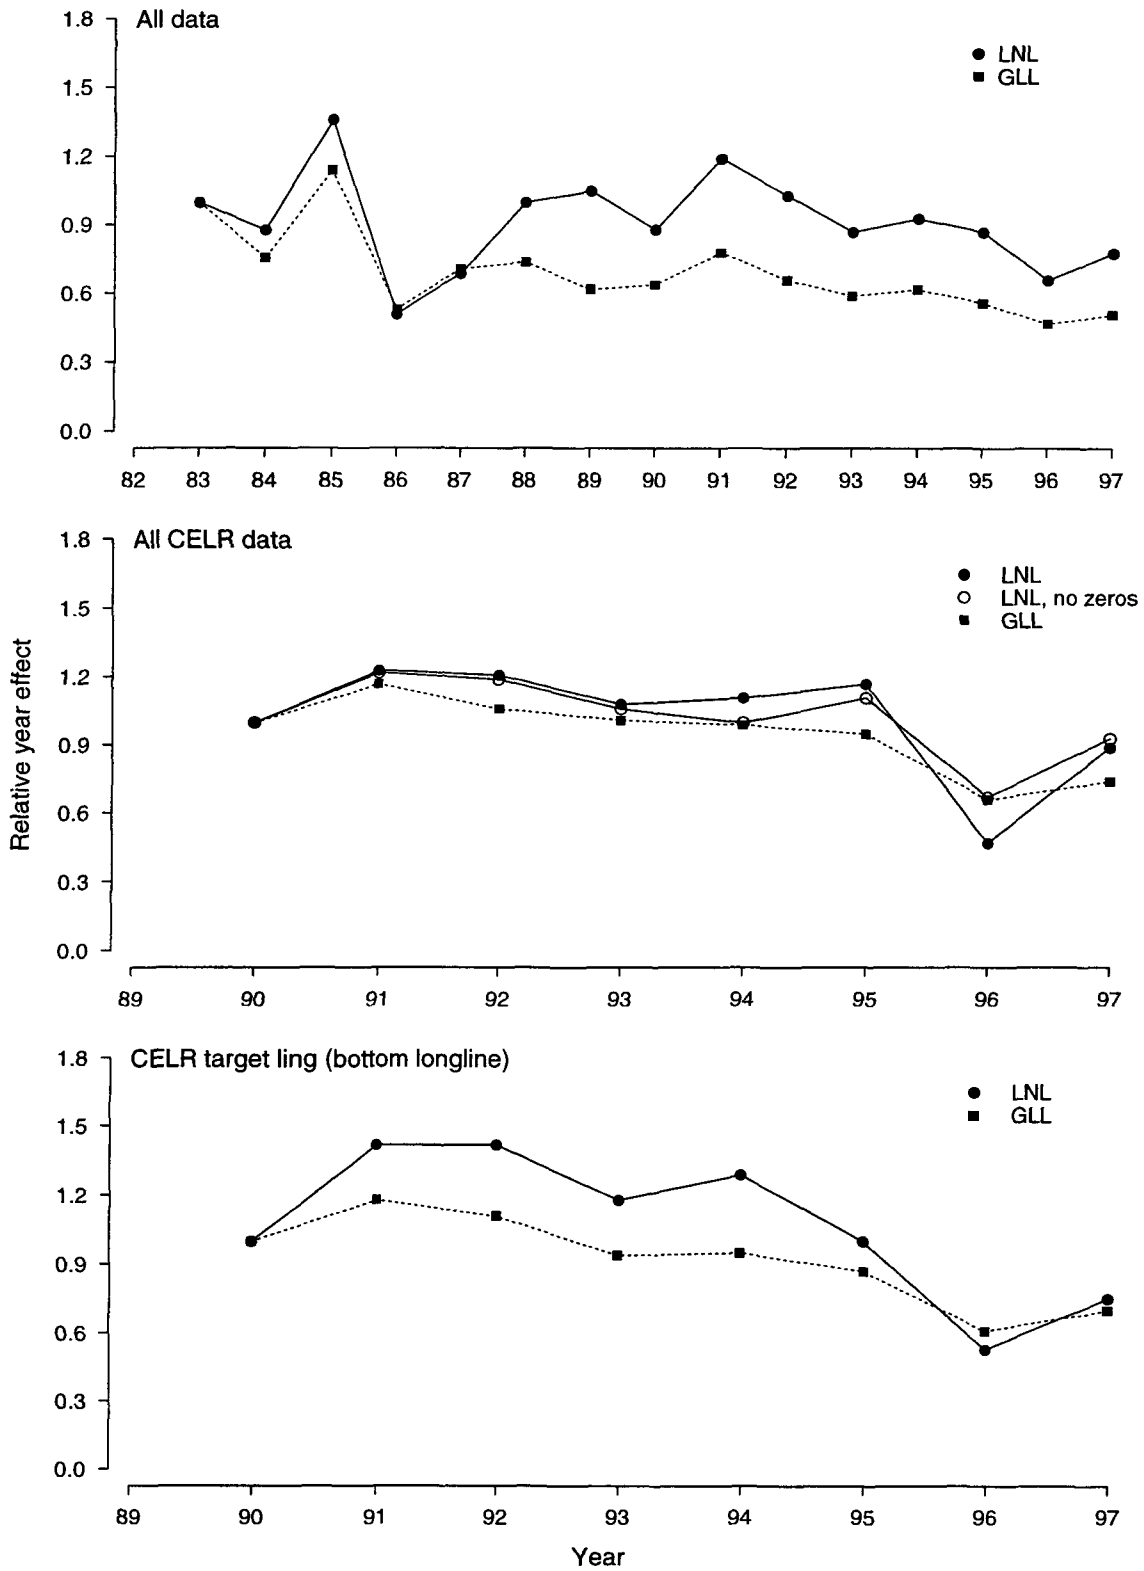 All data
LNL
GLL
1.8
1.5
1.2
0.9
0.6
0.3
0.0
82 83 84 85 86 87 88 89 90 91 92 93 94 95 96 97
All CELR data
LNL
LNL, no zeros
GLL
1.8
1.5
1.2
0.9
0.6
0.3
0.0
Relative year effect
89 90 91 92 93 94 95 96 97
CELR target ling (bottom longline)
LNL
GLL
1.8
1.5
1.2
0.9
0.6
0.3
0.0
89 90 91 92 93 94 95 96 97
Year